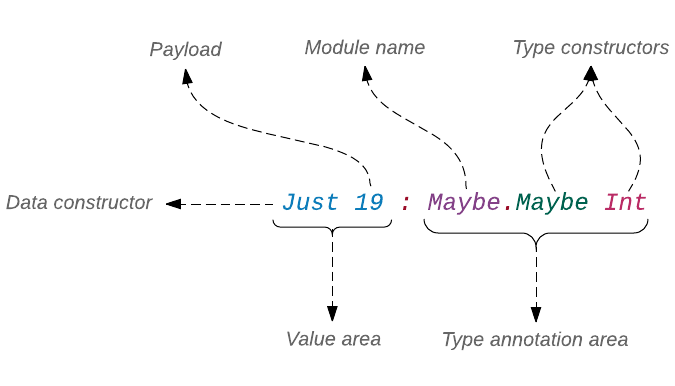 Payload
Module name
Type constructors
Data constructor
Just 19 : Maybe.Maybe Int
Value area
Type annotation area